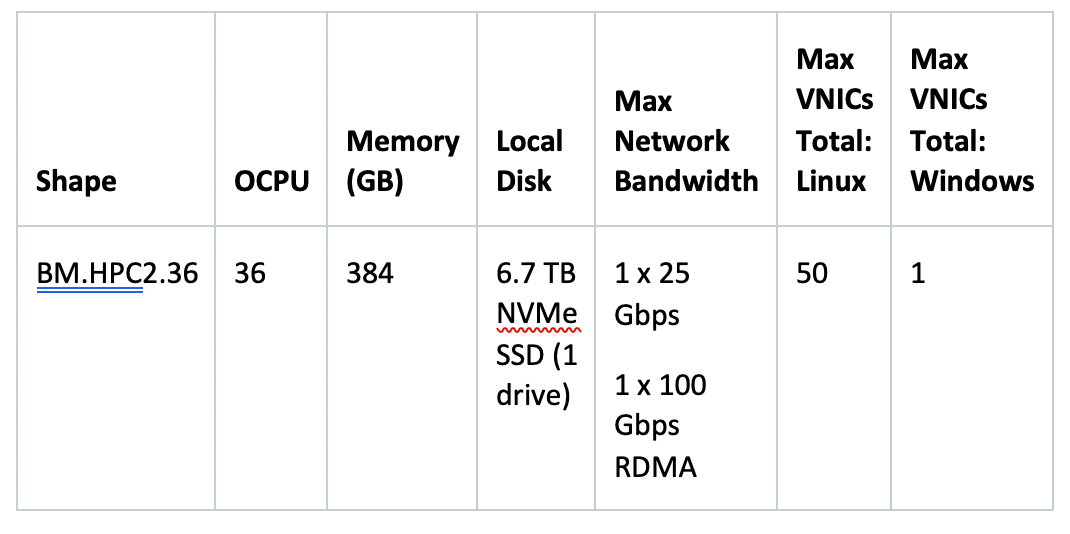 Shape
OCPU
Memory
(GB)
Local
Disk
Max
Network
Bandwidth
Max
VNICs
Total:
Linux
Max
VNICs
Total:
Windows
BM.HPC2.36
36
384
6.7 TB
NVMe
SSD (1
drive)
1 x 25
Gbps
1 x 100
Gbps
RDMA
50
1